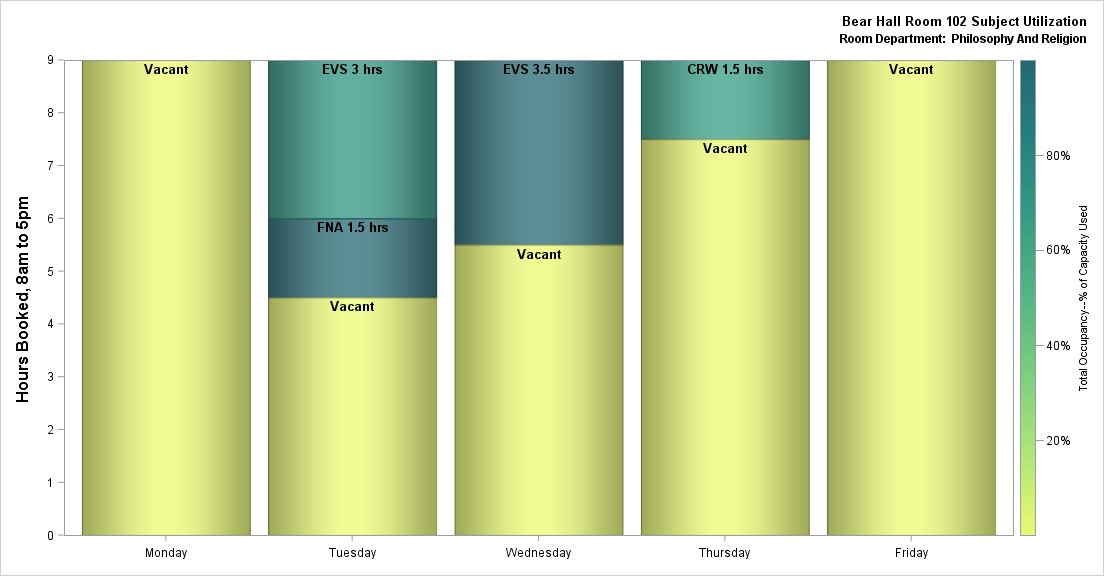 Bear Hall Room 102 Subject Utilization
Room Department: Philosophy And Religion
Hours Booked, 8am to 5pm
9
8
7
6
5
4
3
2
1
0
Vacant
EVS 3 hrs
FNA 1.5 hrs
Vacant
EVS 3.5 hrs
Vacant
CRW 1.5 hrs
Vacant
Vacant
Monday
Tuesday
Wednesday
Thursday
Friday
80%
60%
40%
20%
Total Occupancy--% of Capacity Used